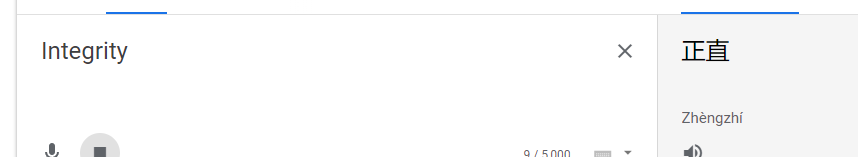 Integrity
正直
Zhèngzhí
9 / 5,000